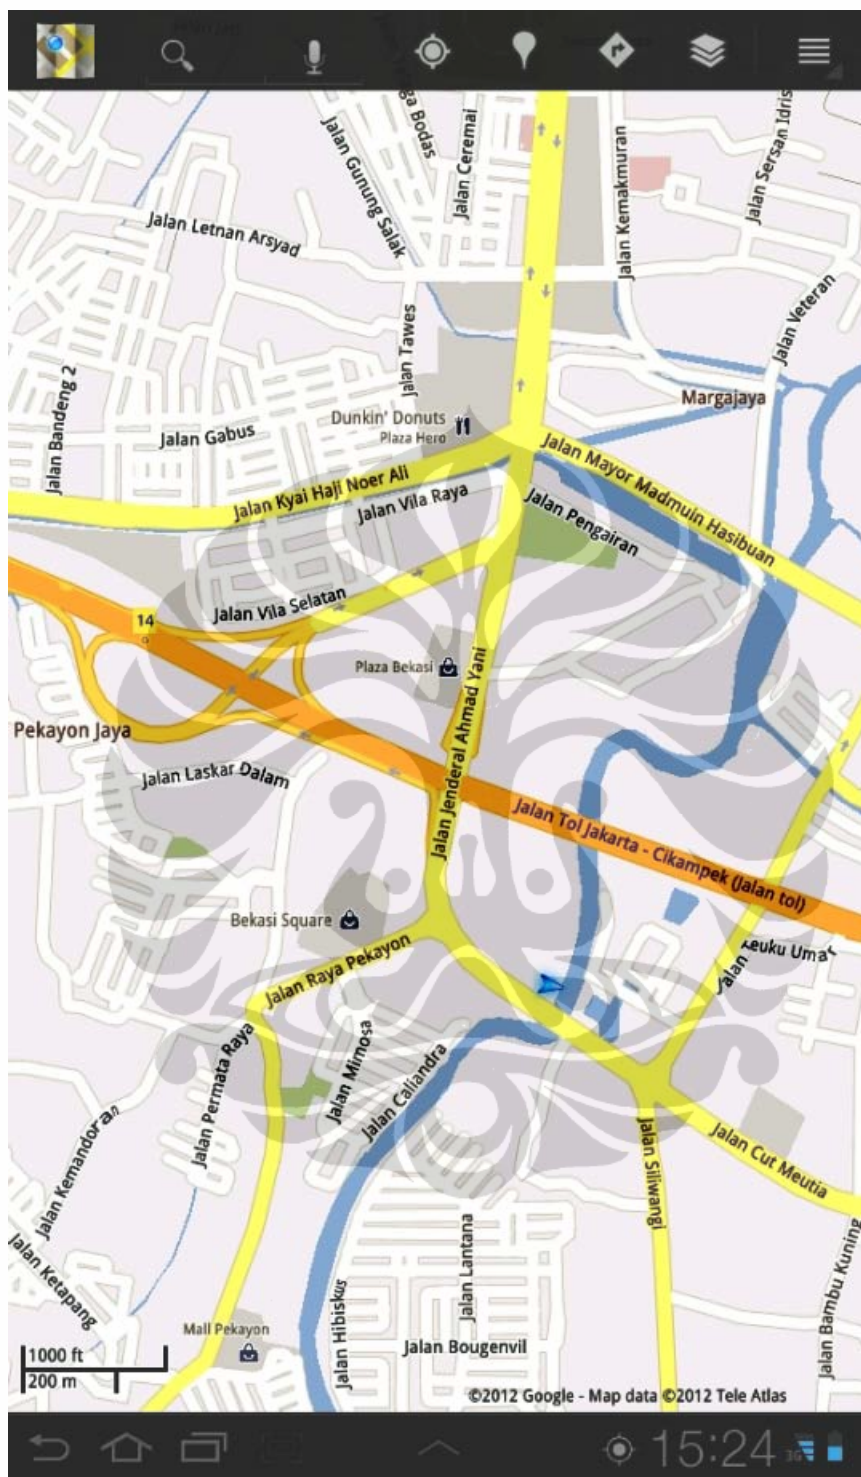 Jalan Ceremai
Jalan Gunung Salak
Jalan Kemakmuran
Jalan Sersan Idris
Jalan Letnan Arsyad
Jalan Veteran
Jalan Tawes
Jalan Bandeng 2
Margajaya
Dunkin' Donuts
Plaza Hero
Jalan Gabus
Jalan Mayor Madmuin Hasibuan
Jalan Kyai Haji Noer Ali
Jalan Vila Raya
Jalan Pengairan
Jalan Vila Selatan
14
Plaza Bekasi
Jalan Jenderal Ahmad Yani
Pekayon Jaya
Jalan Laskar Dalam
Jalan Tol Jakarta - Cikampek (Jalan tol)
Bekasi Square
Jalan Raya Pekayon
Jalan
euku Umar
Jalan Permata Raya
Jalan Mimosa
Jalan Caliandra
Jalan Kemandoran
Jalan Siliwangi
Jalan Cut Meutia
Jalan Ketapang
Jalan Lantana
Jalan Bambu Kuning
Jalan Hibiskus
Mall Pekayon
Jalan Bougenvil
1000 ft
200 m
©2012 Google - Map data ©2012 Tele Atlas
15:24
3G